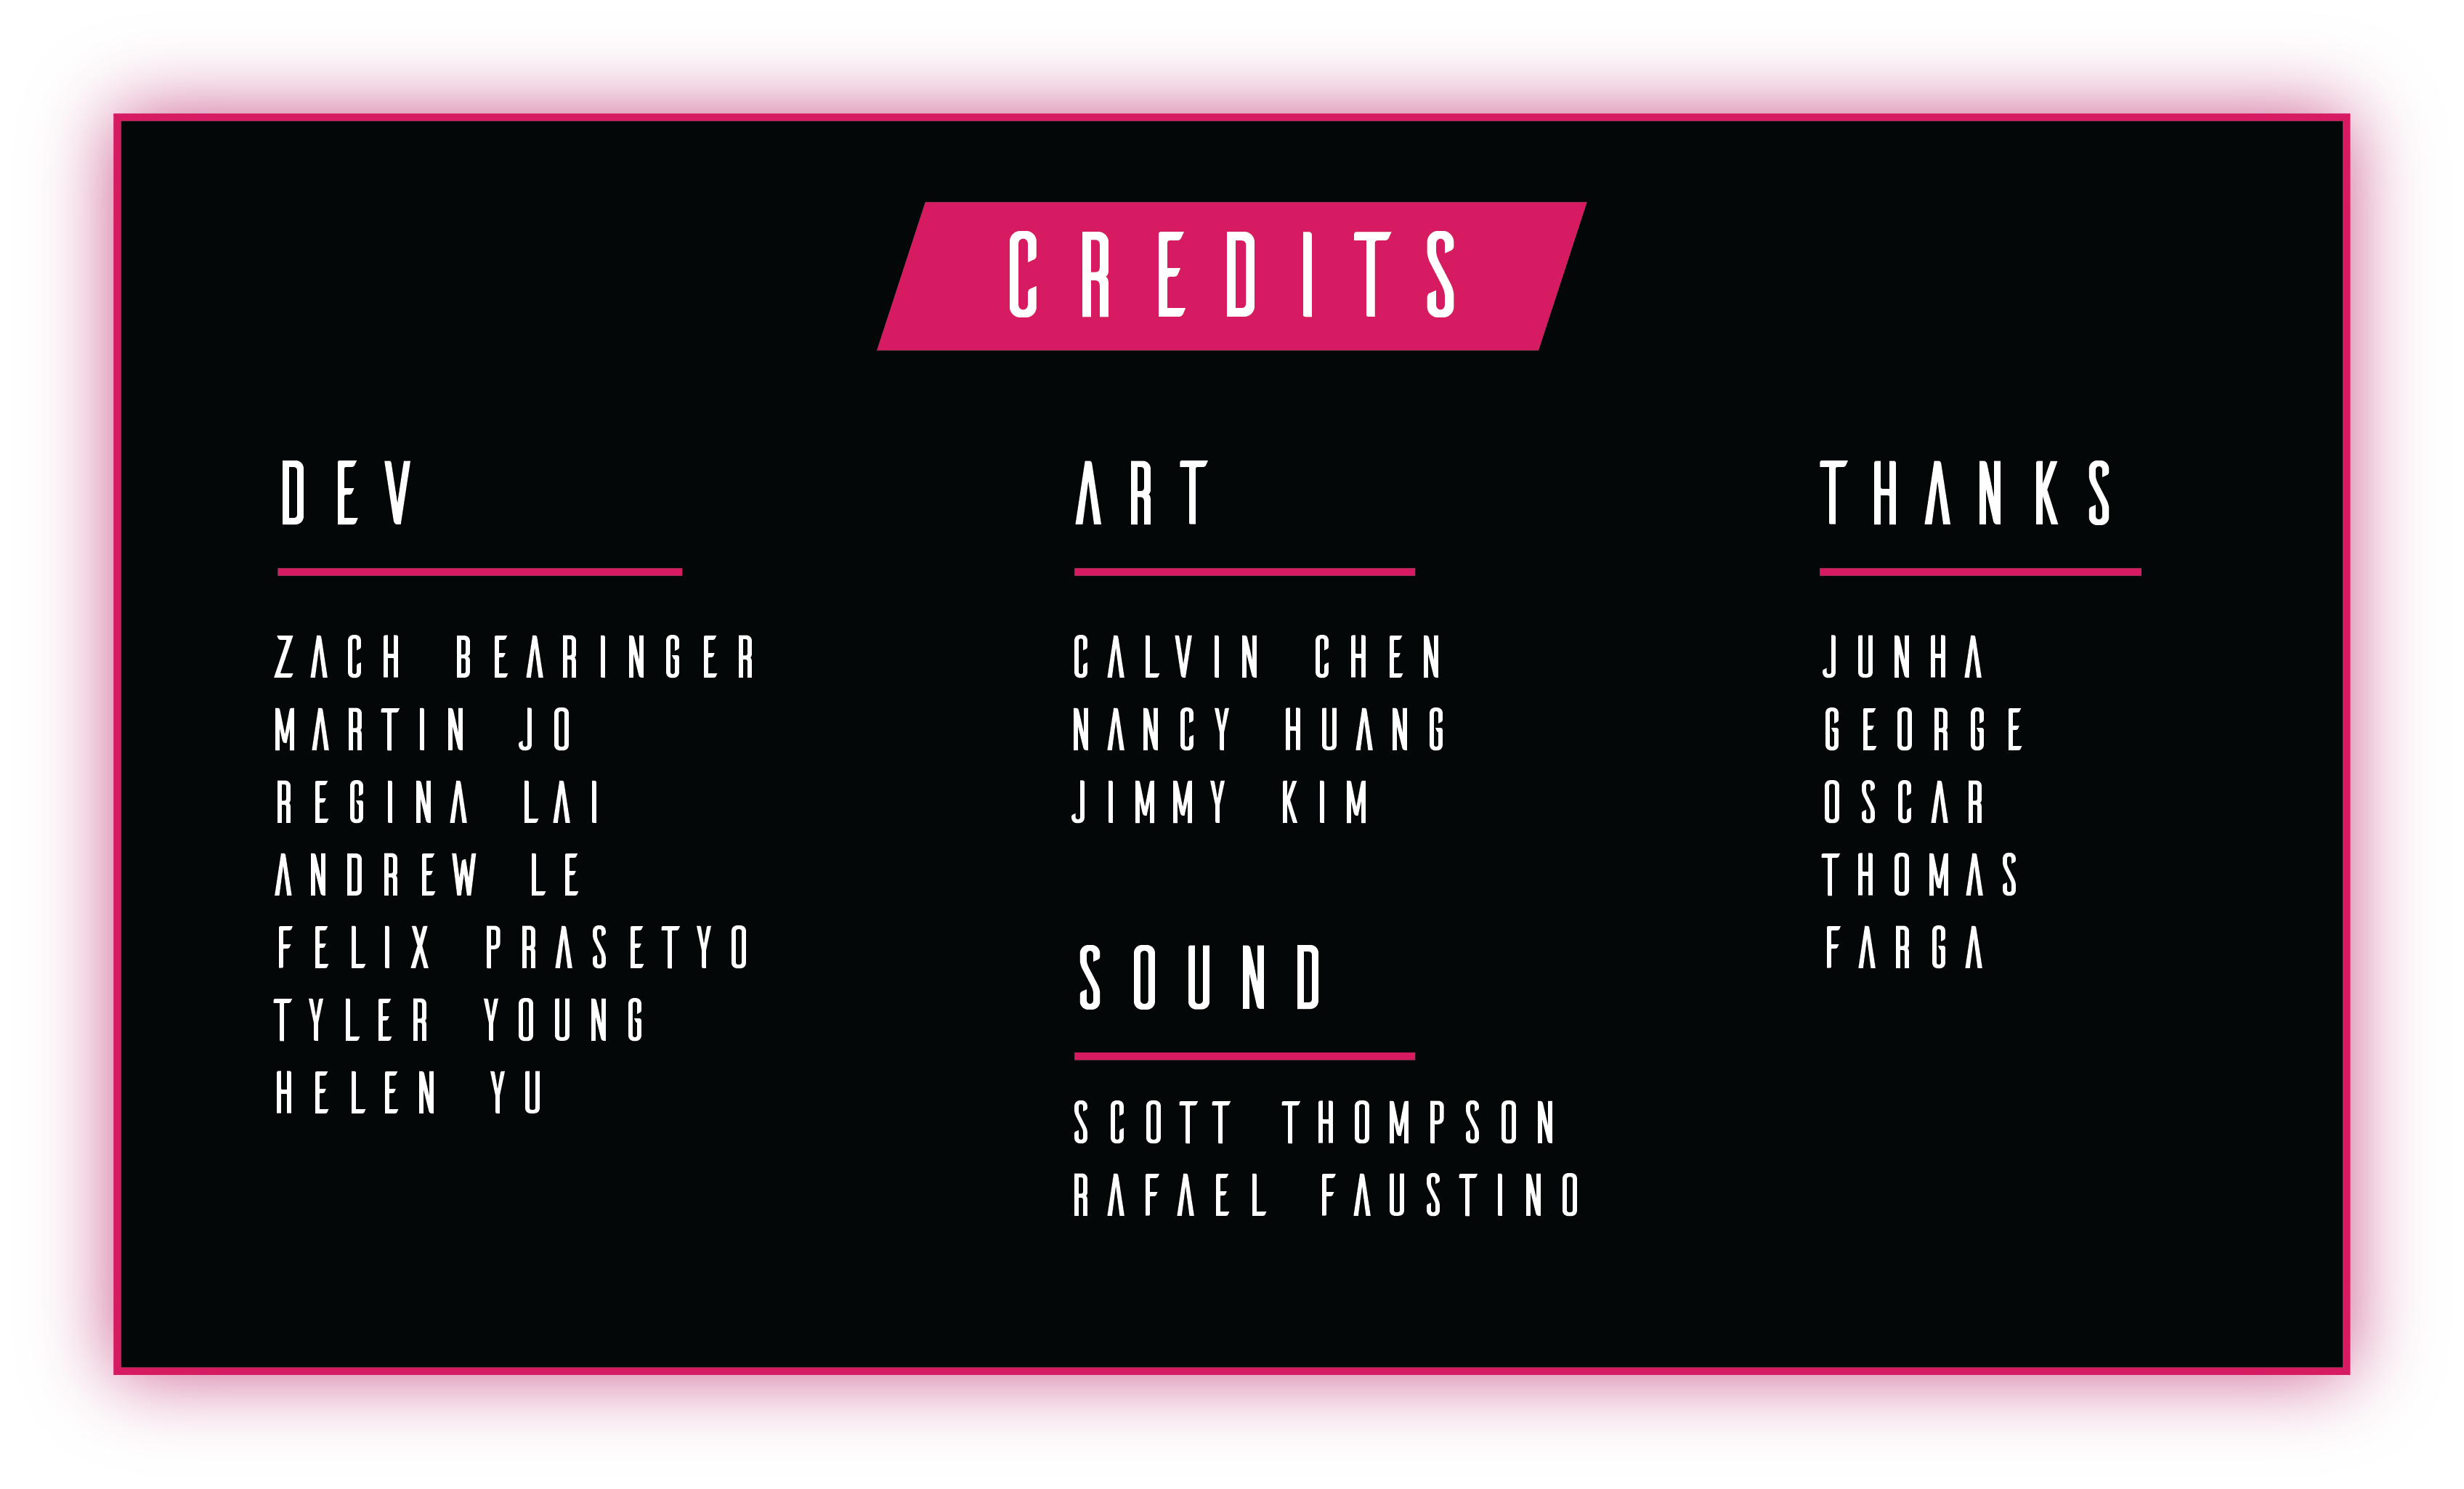 CREDITS
DEV
ZACH BEARINGER
MARTIN JO
REGINA LAI
ANDREW LE
FELIX PRASETYO
TYLER YOUNG
HELEN YU
ART
CALVIN CHEN
NANCY HUANG
JIMMY KIM
SOUND
SCOTT THOMPSON
RAFAEL FAUSTINO
THANKS
JUNHA
GEORGE
OSCAR
THOMAS
FARGA